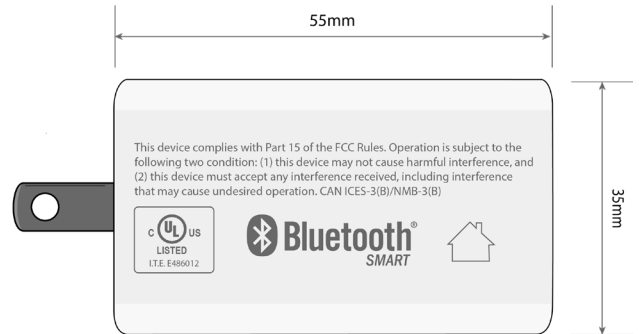 55mm
This device complies with Part 15 of the FCC Rules. Operation is subject to the
following two condition: (1) this device may not cause harmful interference, and
(2) this device must accept any interference received, including interference
that may cause undesired operation. CAN ICES-3(B)/NMB-3(B)
C UL US
LISTED
I.T.E. E486012
Bluetooth®
SMART
35mm